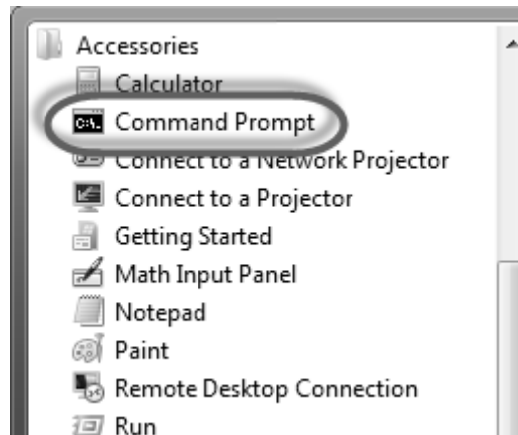 Accessories
Calculator
C:\.
Command Prompt
Connect to a Network Projector
Connect to a Projector
Getting Started
Math Input Panel
Notepad
Paint
Remote Desktop Connection
Run